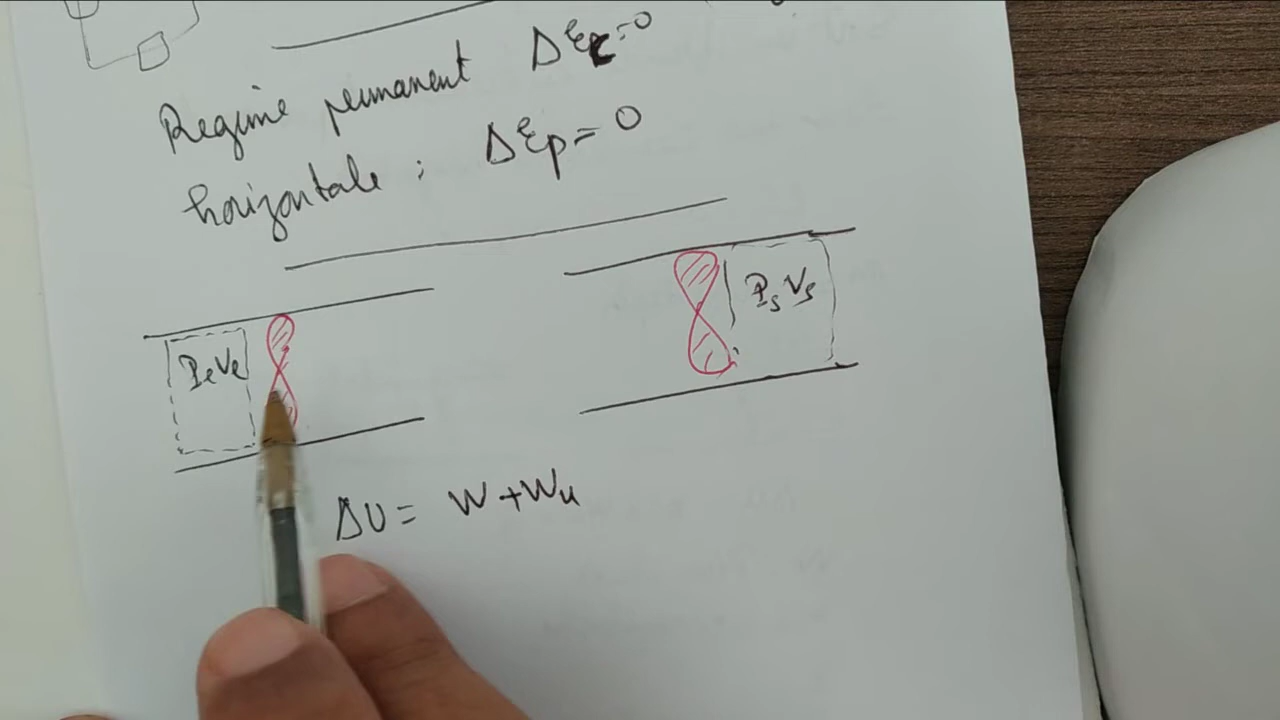 Regime permanent ΔEc=0
horizontale : ΔEp=0
PeVe
PsVs
ΔU= W+Wu